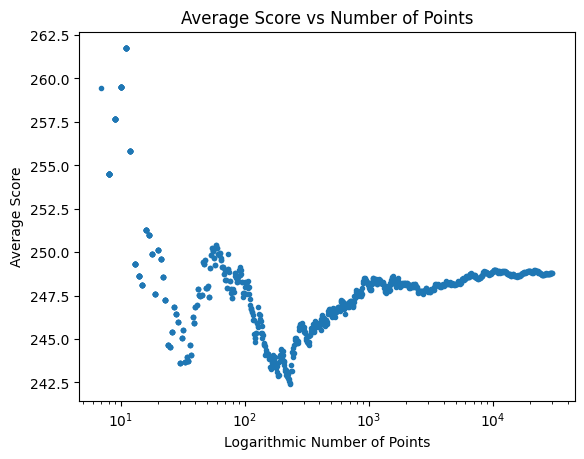 Average Score vs Number of Points
262.5
260.0
257.5
255.0
252.5
250.0
247.5
245.0
242.5
Average Score
10¹ 10² 10³ 10⁴
Logarithmic Number of Points